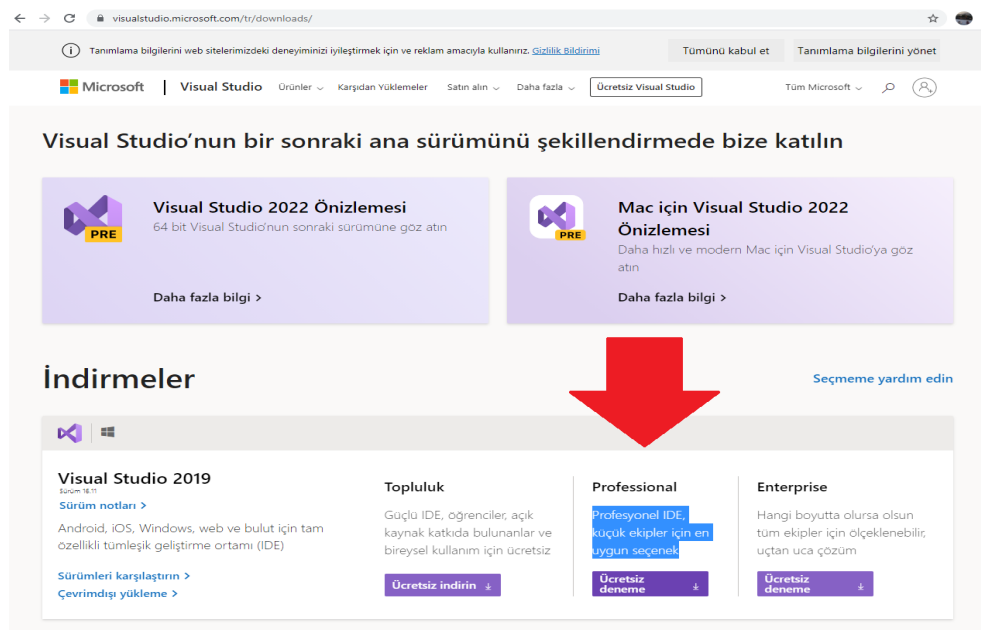 visualstudio.microsoft.com/tr/downloads/
Tanımlama bilgilerini web sitelerimizdeki deneyiminizi iyileştirmek için ve reklam amacıyla kullanırız. Gizlilik Bildirimi
Tümünü kabul et
Tanımlama bilgilerini yönet
Microsoft
Visual Studio
Ürünler
Karşıdan Yüklemeler
Satın alın
Daha fazla
Ücretsiz Visual Studio
Tüm Microsoft
Visual Studio’nun bir sonraki ana sürümünü şekillendirmede bize katılın
PRE
Visual Studio 2022 Önizlemesi
64 bit Visual Studio'nun sonraki sürümüne göz atın
Daha fazla bilgi >
PRE
Mac için Visual Studio 2022
Önizlemesi
Daha hızlı ve modern Mac için Visual Studio'ya göz
atın
Daha fazla bilgi >
İndirmeler
Seçmeme yardım edin
Visual Studio 2019
Sürüm 16.11
Sürüm notları >
Android, iOS, Windows, web ve bulut için tam
özellikli tümleşik geliştirme ortamı (IDE)
Sürümleri karşılaştırın >
Çevrimdışı yükleme >
Topluluk
Güçlü IDE, öğrenciler, açık
kaynak katkıda bulunanlar ve
bireysel kullanım için ücretsiz
Ücretsiz indirin
Professional
Profesyonel IDE,
küçük ekipler için en
uygun seçenek
Ücretsiz
deneme
Enterprise
Hangi boyutta olursa olsun
tüm ekipler için ölçeklenebilir,
uçtan uca çözüm
Ücretsiz
deneme